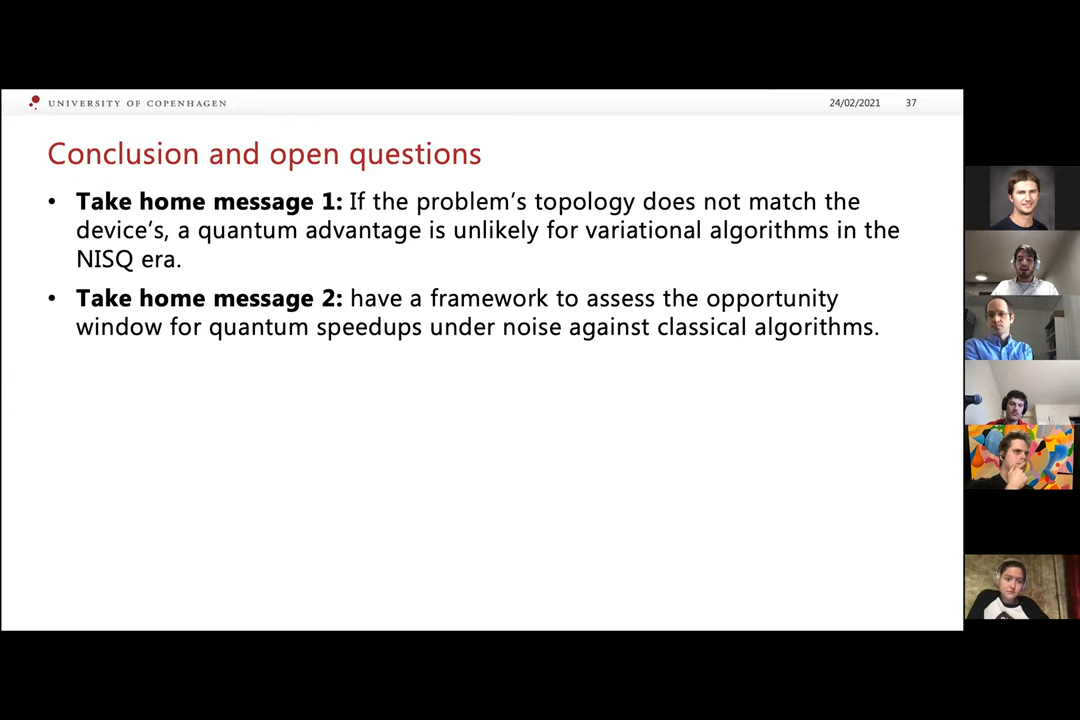 UNIVERSITY OF COPENHAGEN
24/02/2021 37
Conclusion and open questions
• Take home message 1: If the problem's topology does not match the
device's, a quantum advantage is unlikely for variational algorithms in the
NISQ era.
• Take home message 2: have a framework to assess the opportunity
window for quantum speedups under noise against classical algorithms.